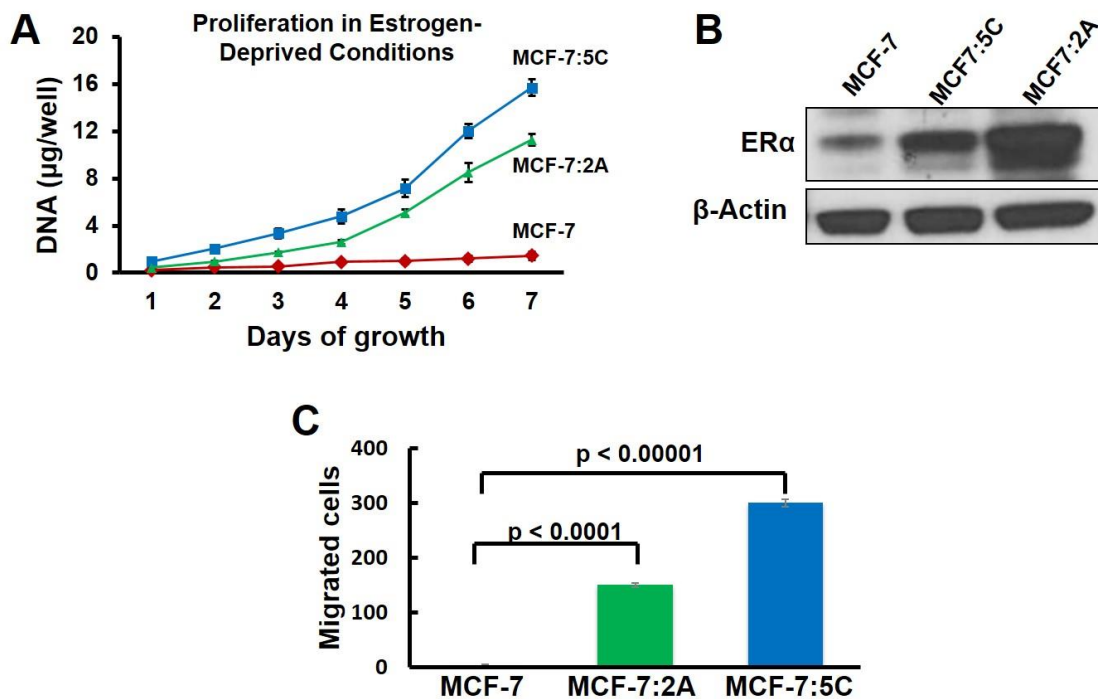 A
Proliferation in Estrogen-
Deprived Conditions
DNA (µg/well)
20
16
12
8
4
0
MCF-7:5C
MCF-7:2A
MCF-7
1 2 3 4 5 6 7
Days of growth
B
MCF-7 MCF7:5C MCF7:2A
ERα
β-Actin
C
Migrated cells
400
300
200
100
0
p < 0.00001
p < 0.0001
MCF-7 MCF-7:2A MCF-7:5C